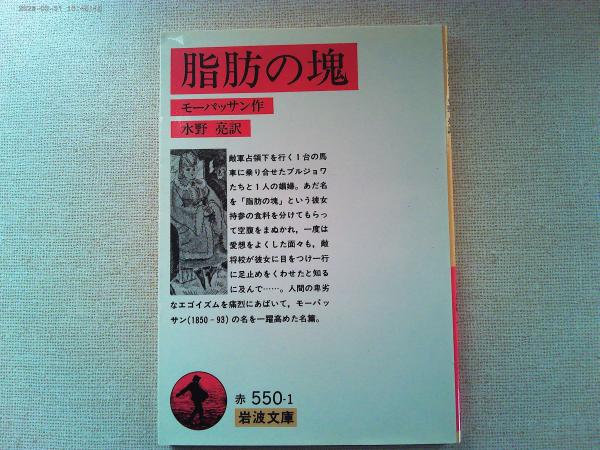 脂肪の塊
モーパッサン作
水野 亮訳
敵軍占領下を行く1台の馬
車に乗り合せたブルジョワ
たちと1人の娼婦。あだ名
を「脂肪の塊」という彼女
持参の食料を分けてもらっ
て空腹をまぬかれ，一度は
愛想をよくした面々も，敵
将校が彼女に目をつけ一行
に足止めをくわせたと知る
に及んで……。人間の卑劣
なエゴイズムを痛烈にあばいて，モーパッ
サン(1850-93)の名を一躍高めた名篇。
赤 550-1
岩波文庫